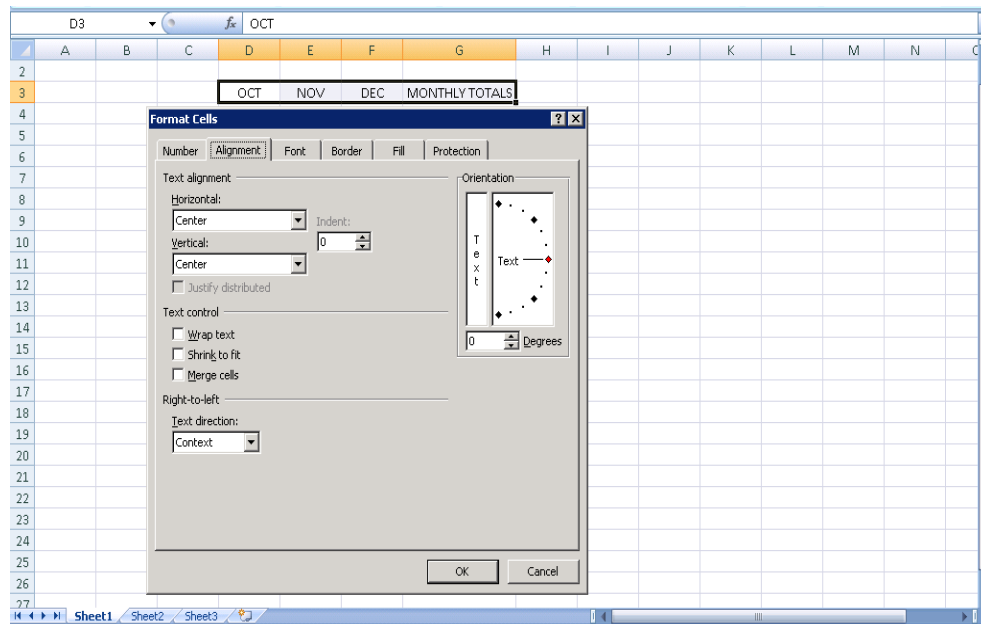 D3 fx OCT
A B C D E F G H I J K L M N
2
3 OCT NOV DEC MONTHLY TOTALS
4
Format Cells ? X
5
6
Number Alignment Font Border Fill Protection
7
Text alignment Orientation
8
Horizontal:
9
Center Indent:
10
Vertical: 0
11
Center
Text Text
12
Justify distributed
13
Text control
14
Wrap text
15
0 Degrees
Shrink to fit
16
Merge cells
17
Right-to-left
18
Text direction:
19
Context
20
21
22
23
24
25
OK Cancel
26
27
Sheet1 Sheet2 Sheet3